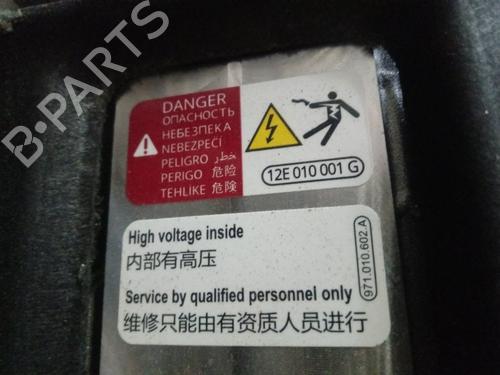 B-PARTS
DANGER
ОПАСНОСТЬ
НЕБЕЗПЕКА
NEBEZPEČÍ
PELIGRO خطر
PERIGO 危险
TEHLIKE 危険
12E 010 001 G
High voltage inside
内部有高压
Service by qualified personnel only
维修只能由有资质人员进行
971.010.602.A